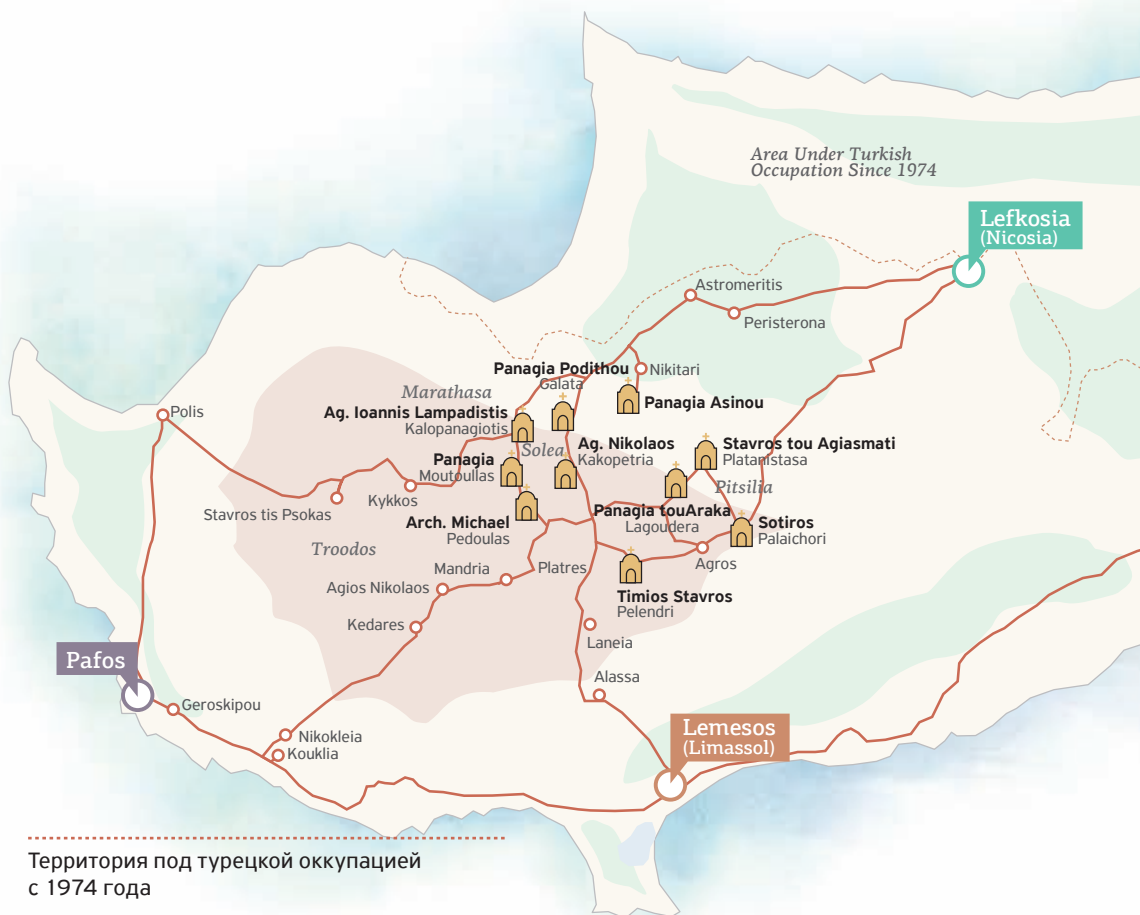 Area Under Turkish
Occupation Since 1974
Lefkosia
(Nicosia)
Astromeritis
Peristerona
Panagia Podithou
Galata
Nikitari
Marathasa
Panagia Asinou
Ag. Ioannis Lampadistis
Kalopanagiotis
Polis
Solea
Ag. Nikolaos
Kakopetria
Stavros tou Agiasmati
Platanistasa
Panagia
Moutoullas
Pitsilia
Kykkos
Stavros tis Psokas
Arch. Michael
Pedoulas
Panagia touAraka
Lagoudera
Sotiros
Palaichori
Troodos
Mandria
Platres
Agros
Agios Nikolaos
Timios Stavros
Pelendri
Kedares
Laneia
Pafos
Alassa
Geroskipou
Lemesos
(Limassol)
Nikokleia
Kouklia
Территория под турецкой оккупацией
с 1974 года